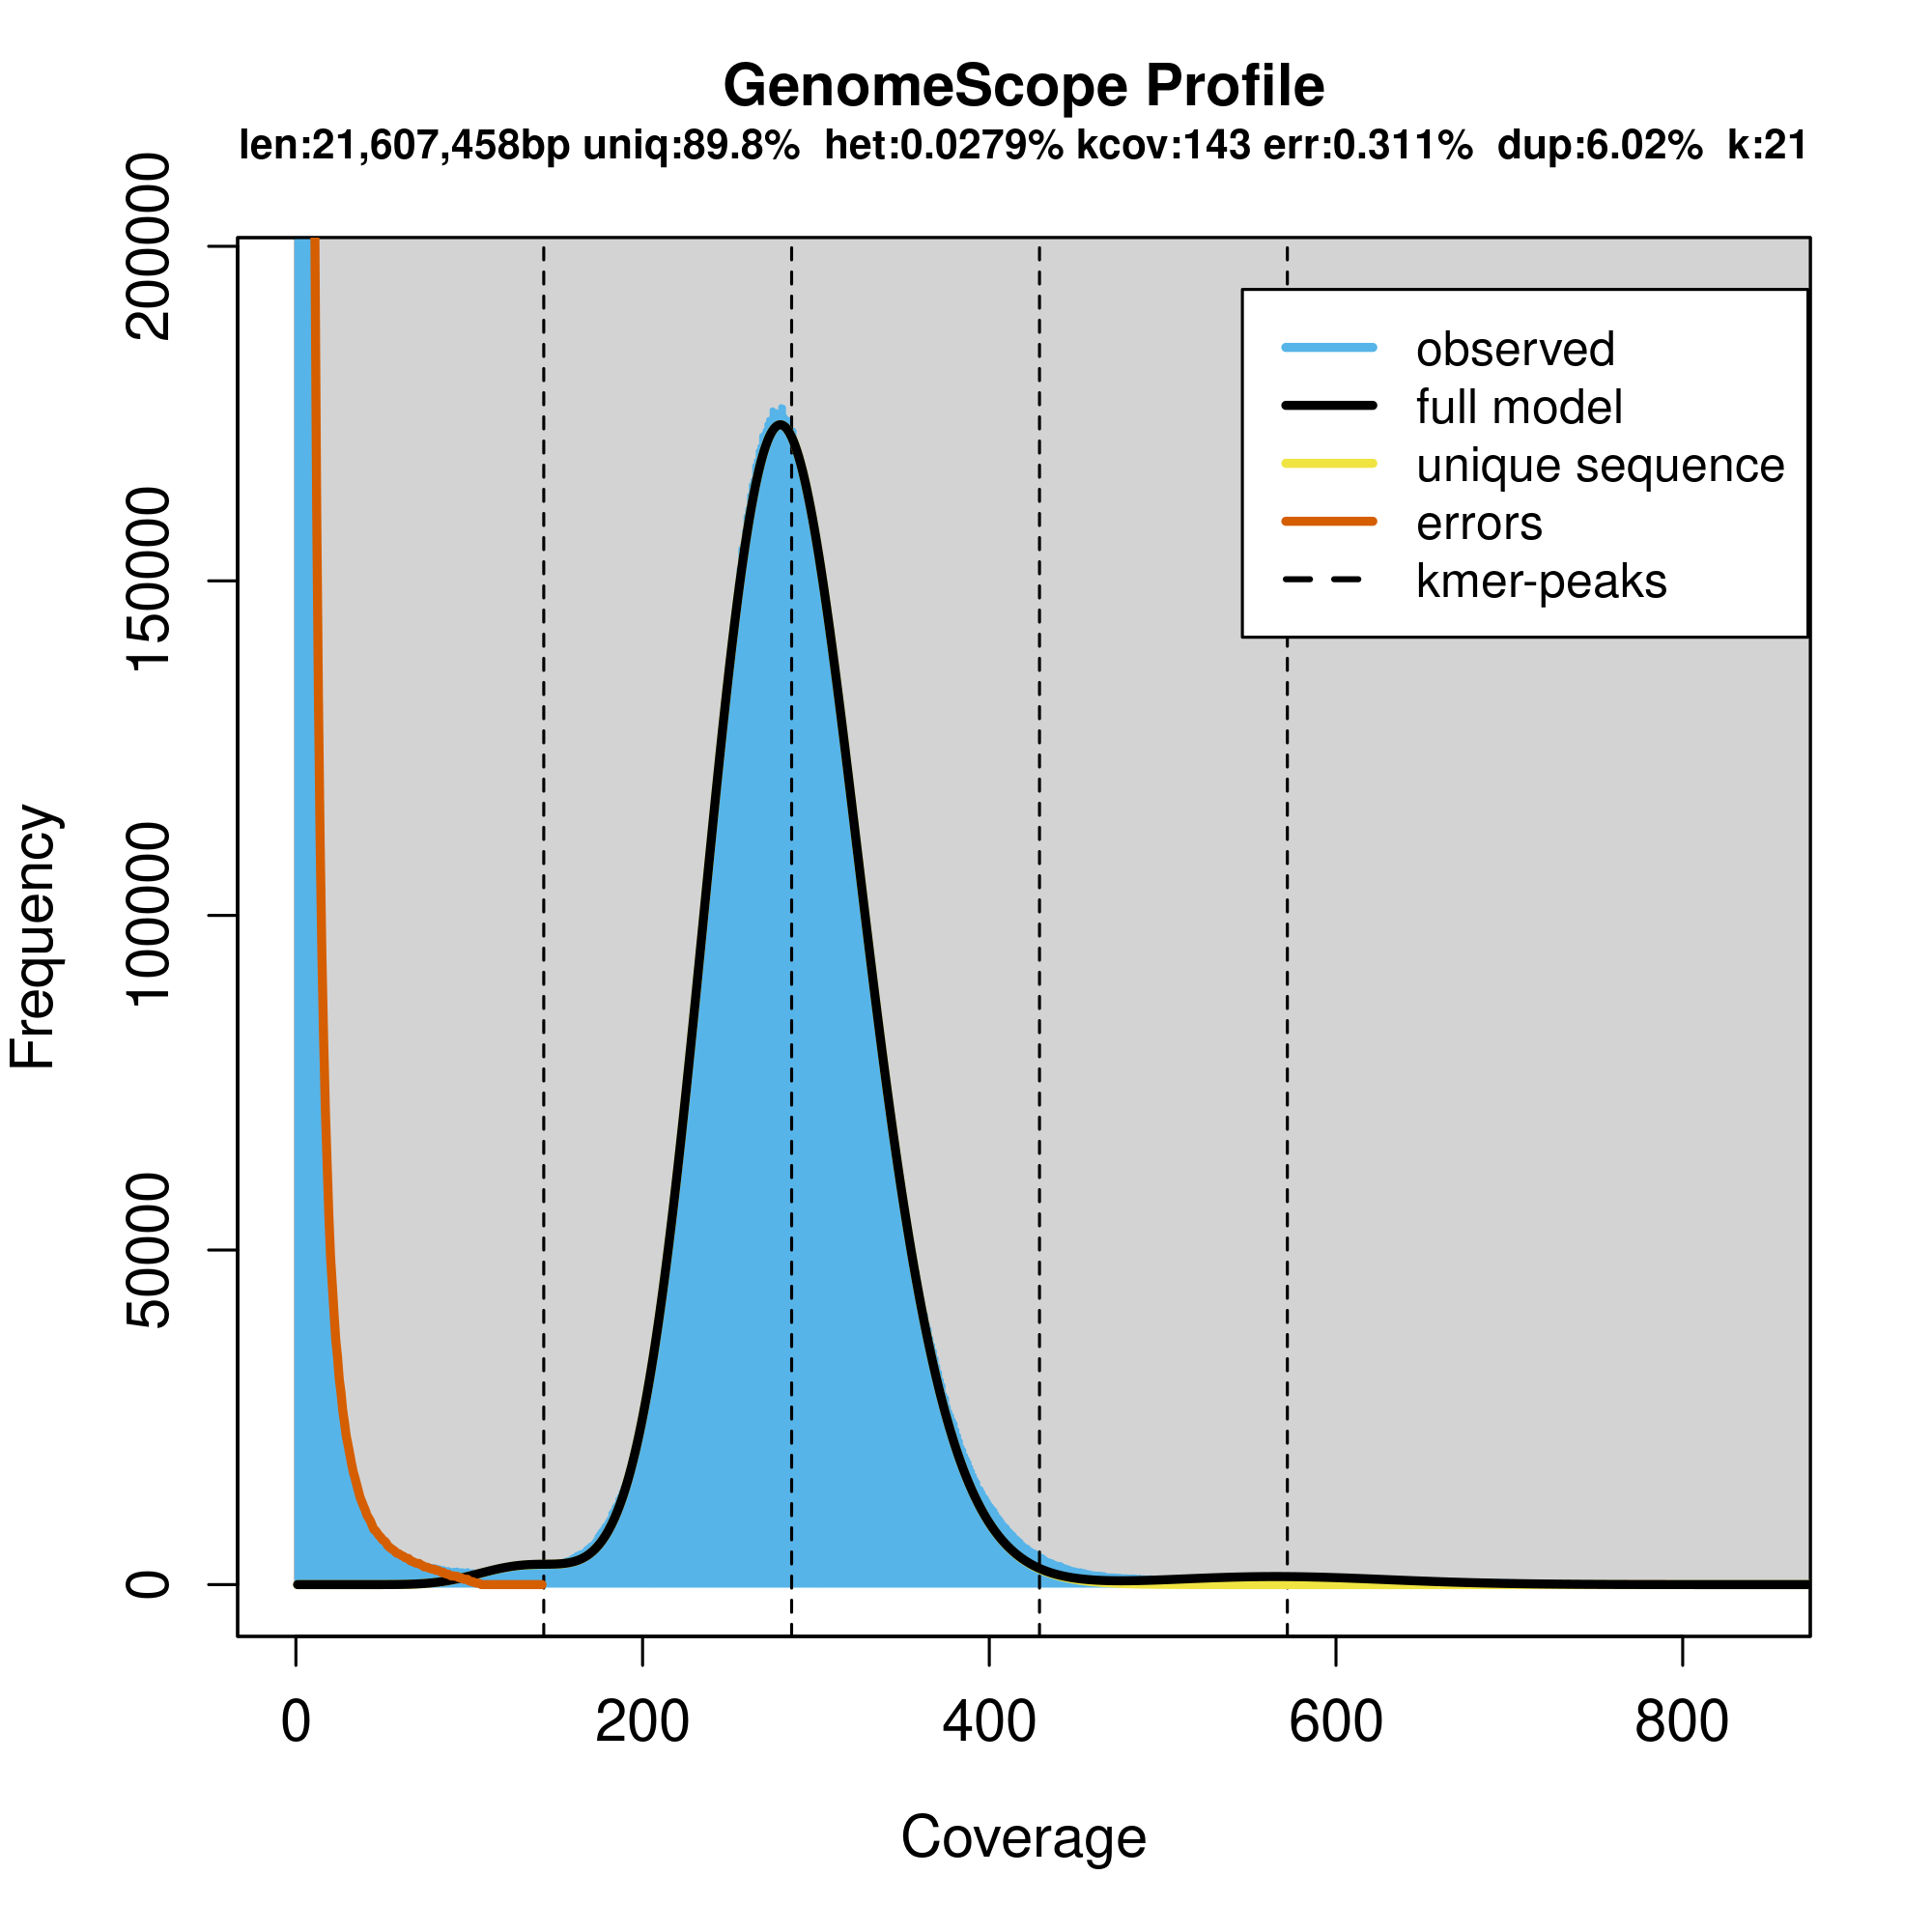 GenomeScope Profile
len:21,607,458bp uniq:89.8% het:0.0279% kcov:143 err:0.311% dup:6.02% k:21
200000
150000
100000
50000
0
Frequency
observed
full model
unique sequence
errors
kmer-peaks
0 200 400 600 800
Coverage